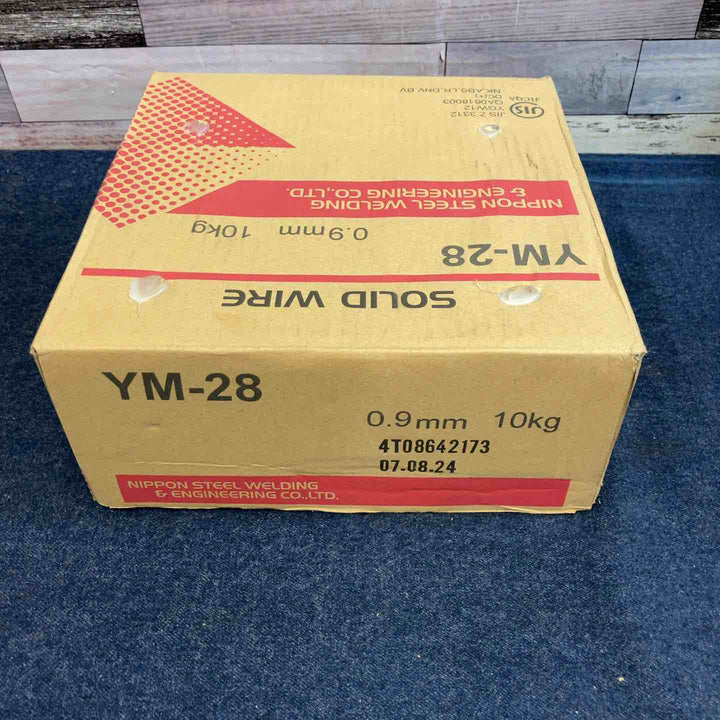 SOLID WIRE
YM-28
0.9mm 10kg
NIPPON STEEL WELDING
& ENGINEERING CO.,LTD.
JIS
JICQA
JIS Z 3312
YGW12
QA0618003
DC(+)
NK.ABS.LR.DNV BV
YM-28
0.9mm 10kg
4T08642173
07.08.24
NIPPON STEEL WELDING
& ENGINEERING CO.,LTD.